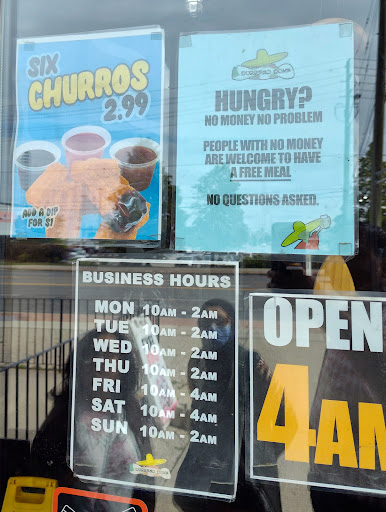 SIX
CHURROS
2.99
ADD A DIP
FOR $1
HUNGRY?
NO MONEY NO PROBLEM
PEOPLE WITH NO MONEY
ARE WELCOME TO HAVE
A FREE MEAL
NO QUESTIONS ASKED.
BUSINESS HOURS
MON 10AM - 2AM
TUE 10AM - 2AM
WED 10AM - 2AM
THU 10AM - 2AM
FRI 10AM - 4AM
SAT 10AM - 4AM
SUN 10AM - 2AM
OPEN
4AM